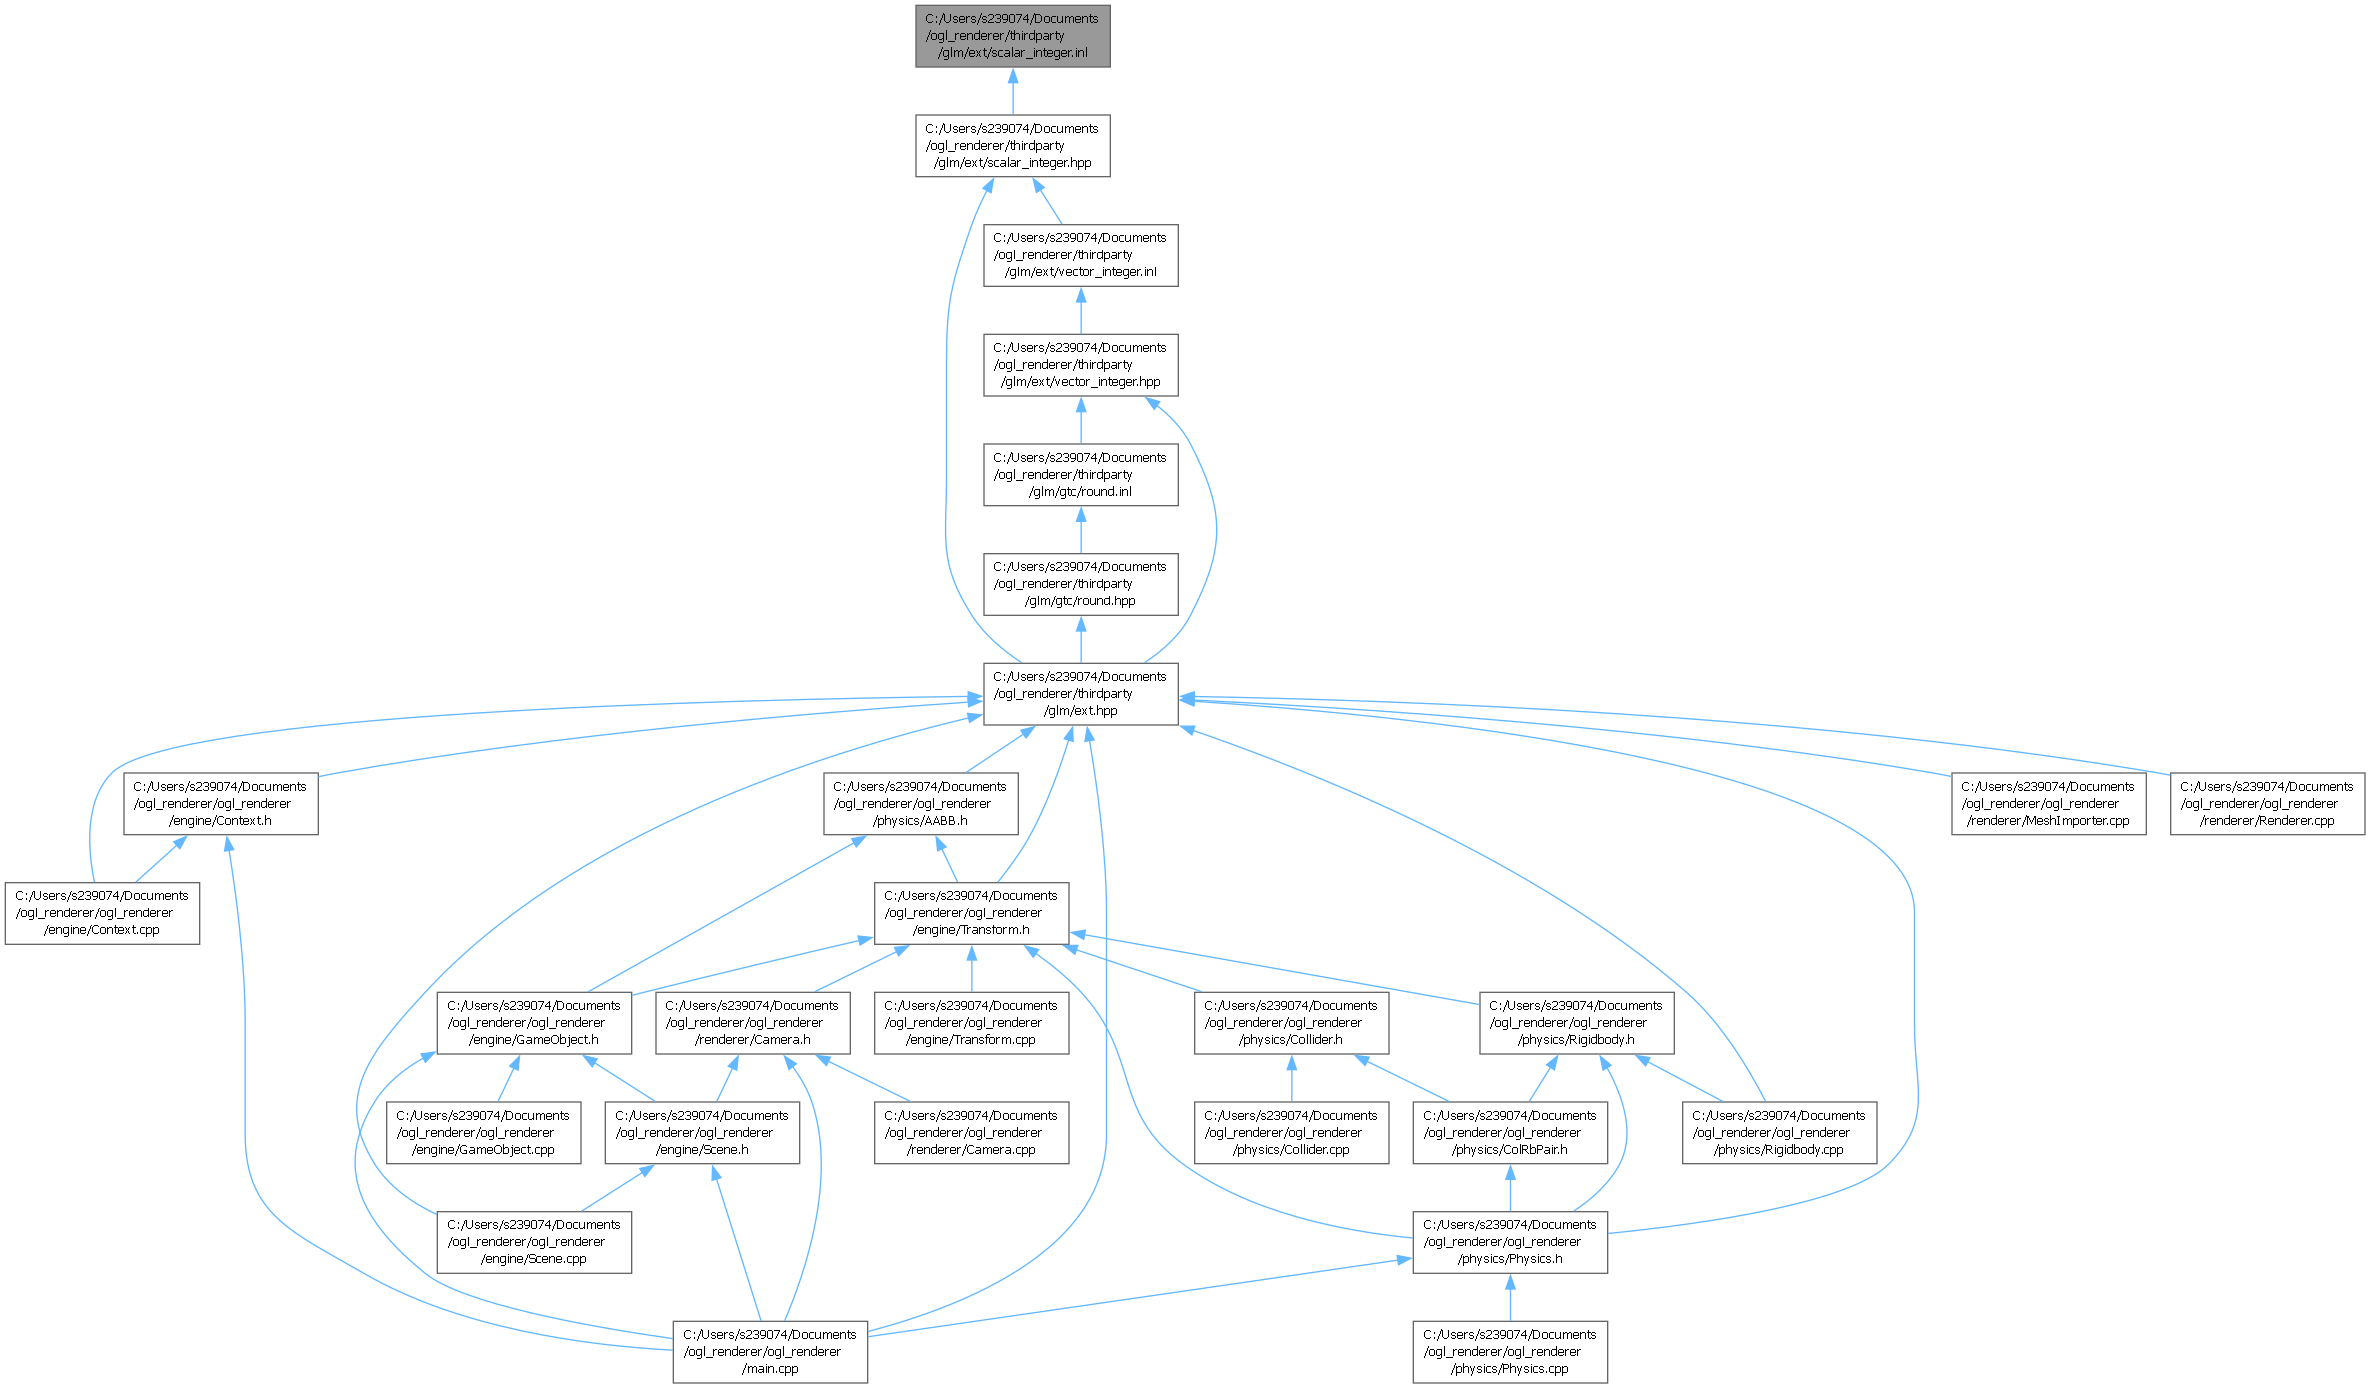 C:/Users/s239074/Documents
/ogl_renderer/thirdparty
/glm/ext/scalar_integer.inl
C:/Users/s239074/Documents
/ogl_renderer/thirdparty
/glm/ext/scalar_integer.hpp
C:/Users/s239074/Documents
/ogl_renderer/thirdparty
/glm/ext/vector_integer.inl
C:/Users/s239074/Documents
/ogl_renderer/thirdparty
/glm/ext/vector_integer.hpp
C:/Users/s239074/Documents
/ogl_renderer/thirdparty
/glm/gtc/round.inl
C:/Users/s239074/Documents
/ogl_renderer/thirdparty
/glm/gtc/round.hpp
C:/Users/s239074/Documents
/ogl_renderer/thirdparty
/glm/ext.hpp
C:/Users/s239074/Documents
/ogl_renderer/ogl_renderer
/engine/Context.h
C:/Users/s239074/Documents
/ogl_renderer/ogl_renderer
/physics/AABB.h
C:/Users/s239074/Documents
/ogl_renderer/ogl_renderer
/renderer/MeshImporter.cpp
C:/Users/s239074/Documents
/ogl_renderer/ogl_renderer
/renderer/Renderer.cpp
C:/Users/s239074/Documents
/ogl_renderer/ogl_renderer
/engine/Context.cpp
C:/Users/s239074/Documents
/ogl_renderer/ogl_renderer
/engine/Transform.h
C:/Users/s239074/Documents
/ogl_renderer/ogl_renderer
/engine/GameObject.h
C:/Users/s239074/Documents
/ogl_renderer/ogl_renderer
/renderer/Camera.h
C:/Users/s239074/Documents
/ogl_renderer/ogl_renderer
/engine/Transform.cpp
C:/Users/s239074/Documents
/ogl_renderer/ogl_renderer
/physics/Collider.h
C:/Users/s239074/Documents
/ogl_renderer/ogl_renderer
/physics/Rigidbody.h
C:/Users/s239074/Documents
/ogl_renderer/ogl_renderer
/engine/GameObject.cpp
C:/Users/s239074/Documents
/ogl_renderer/ogl_renderer
/engine/Scene.h
C:/Users/s239074/Documents
/ogl_renderer/ogl_renderer
/renderer/Camera.cpp
C:/Users/s239074/Documents
/ogl_renderer/ogl_renderer
/physics/Collider.cpp
C:/Users/s239074/Documents
/ogl_renderer/ogl_renderer
/physics/ColRbPair.h
C:/Users/s239074/Documents
/ogl_renderer/ogl_renderer
/physics/Rigidbody.cpp
C:/Users/s239074/Documents
/ogl_renderer/ogl_renderer
/engine/Scene.cpp
C:/Users/s239074/Documents
/ogl_renderer/ogl_renderer
/physics/Physics.h
C:/Users/s239074/Documents
/ogl_renderer/ogl_renderer
/main.cpp
C:/Users/s239074/Documents
/ogl_renderer/ogl_renderer
/physics/Physics.cpp